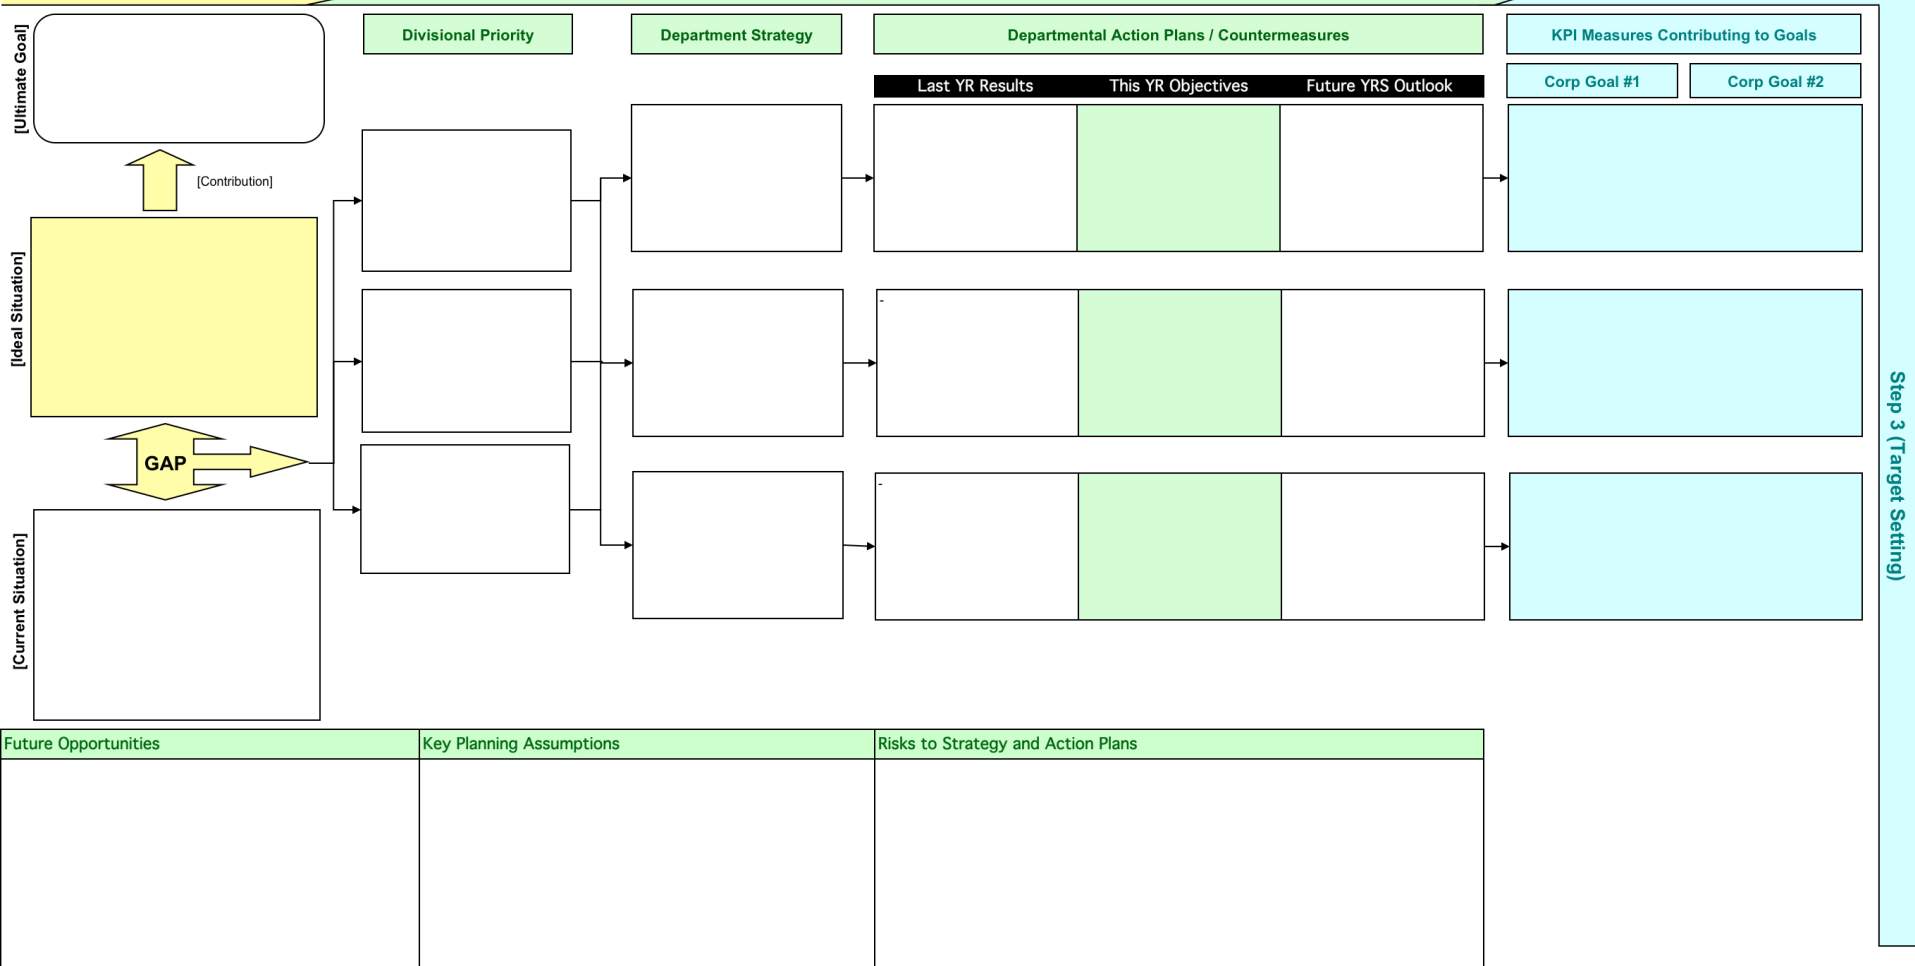 [Ultimate Goal]
Divisional Priority
Department Strategy
Departmental Action Plans / Countermeasures
KPI Measures Contributing to Goals
Last YR Results
This YR Objectives
Future YRS Outlook
Corp Goal #1
Corp Goal #2
[Contribution]
[Ideal Situation]
-
GAP
[Current Situation]
-
Step 3 (Target Setting)
Future Opportunities
Key Planning Assumptions
Risks to Strategy and Action Plans